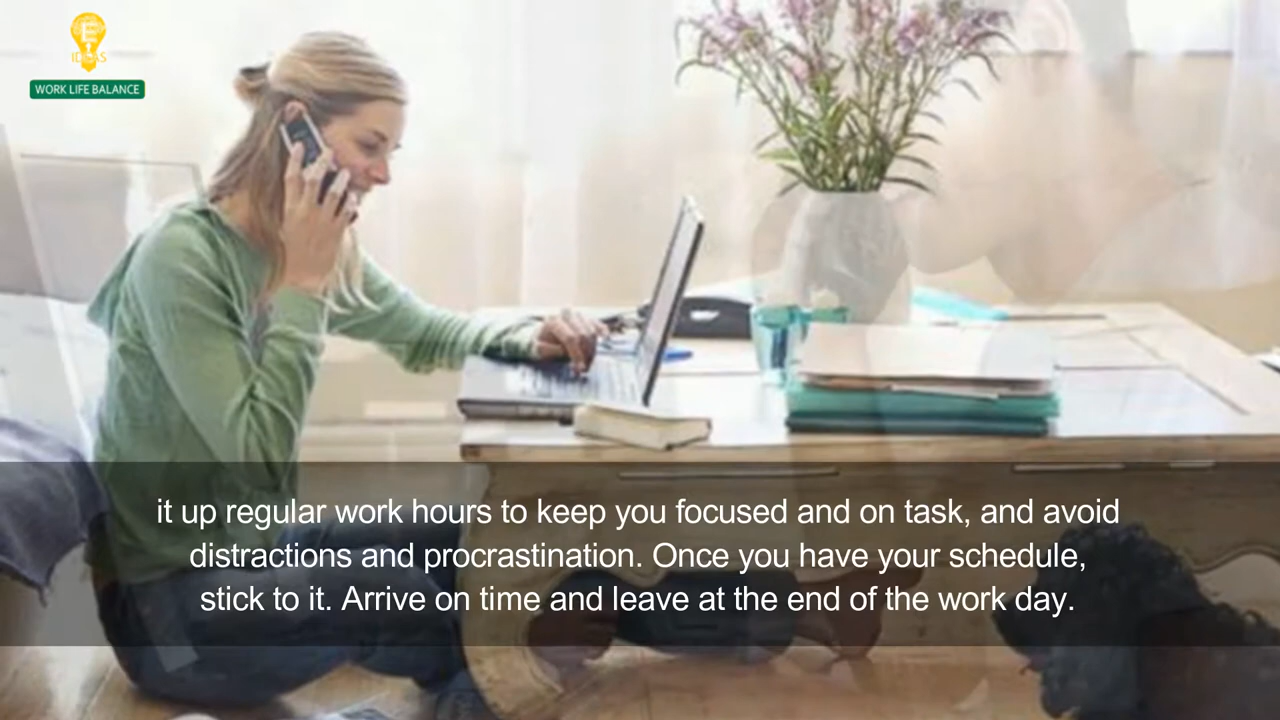 E
IDEAS
WORK LIFE BALANCE
it up regular work hours to keep you focused and on task, and avoid
distractions and procrastination. Once you have your schedule,
stick to it. Arrive on time and leave at the end of the work day.